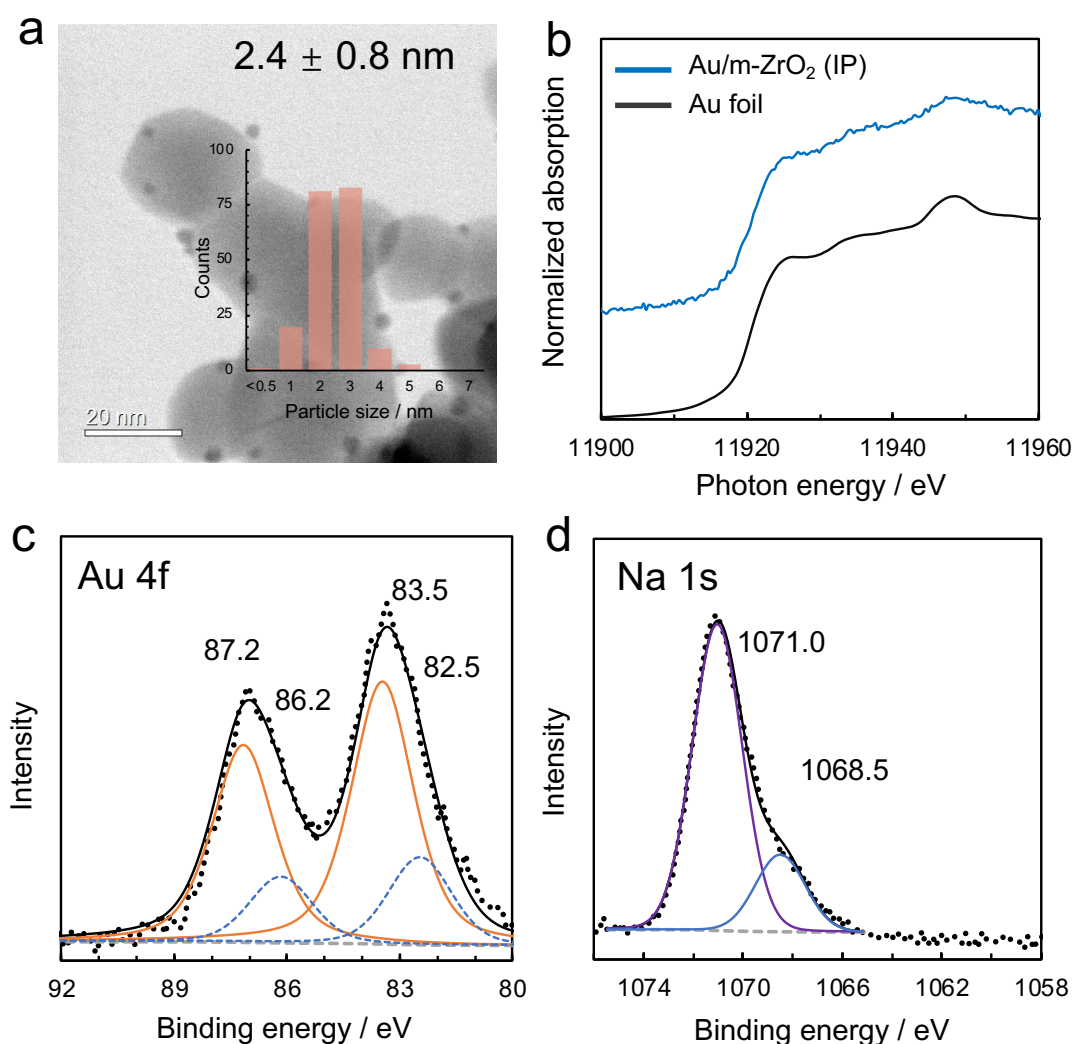 a
2.4 ± 0.8 nm
100
75
50
25
0
Counts
<0.5 1 2 3 4 5 6 7
Particle size / nm
20 nm
b
Au/m-ZrO₂ (IP)
Au foil
Normalized absorption
11900 11920 11940 11960
Photon energy / eV
c
Au 4f
83.5
87.2
82.5
86.2
Intensity
92 89 86 83 80
Binding energy / eV
d
Na 1s
1071.0
1068.5
Intensity
1074 1070 1066 1062 1058
Binding energy / eV